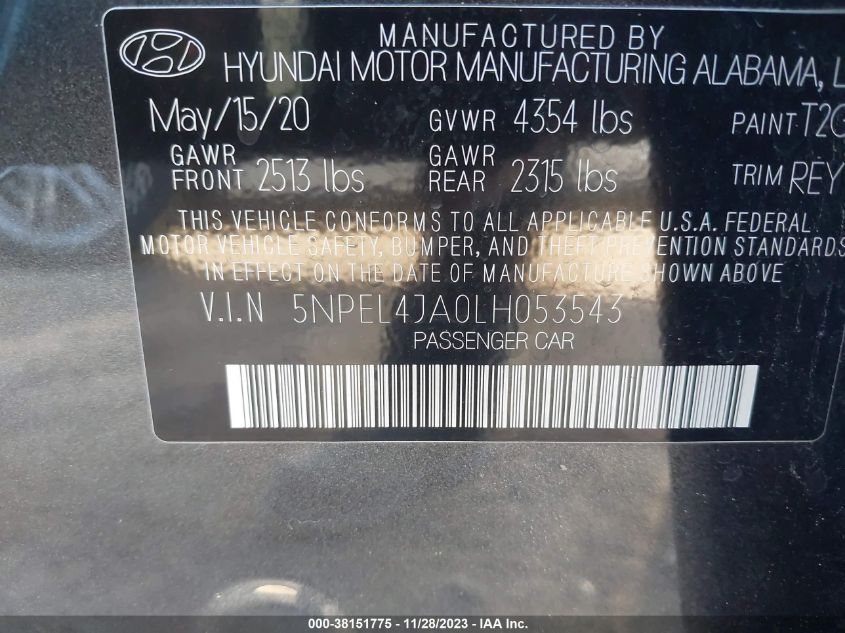 MANUFACTURED BY
HYUNDAI MOTOR MANUFACTURING ALABAMA, L
May/15/20 GVWR 4354 lbs PAINT T2G
GAWR FRONT 2513 lbs GAWR REAR 2315 lbs TRIM REY
THIS VEHICLE CONFORMS TO ALL APPLICABLE U.S.A. FEDERAL
MOTOR VEHICLE SAFETY, BUMPER, AND THEFT PREVENTION STANDARDS
IN EFFECT ON THE DATE OF MANUFACTURE SHOWN ABOVE
V.I.N 5NPEL4JA0LH053543
PASSENGER CAR
000-38151775 - 11/28/2023 - ©IAA, Inc.